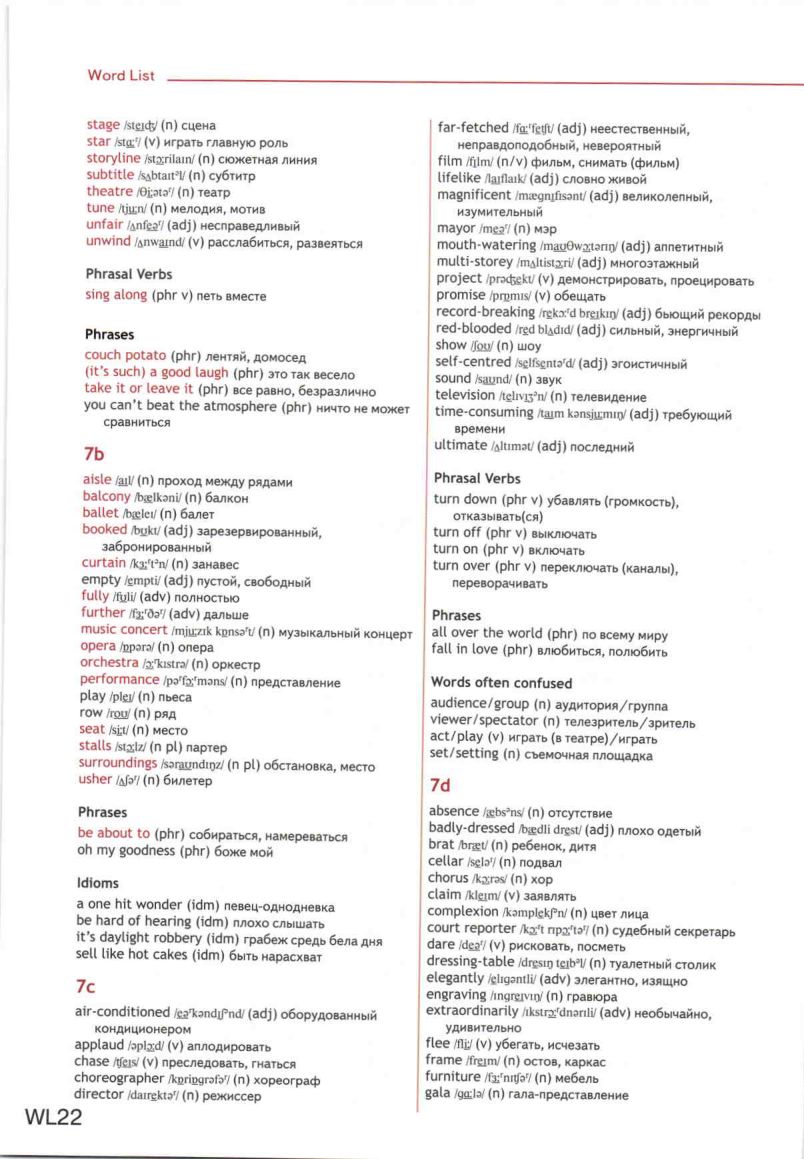 Word List
stage /steɪdʒ/ (n) сцена
star /stɑːʳ/ (v) играть главную роль
storyline /stɔːrilaɪn/ (n) сюжетная линия
subtitle /sʌbtaɪtᵊl/ (n) субтитр
theatre /θiːətəʳ/ (n) театр
tune /tjuːn/ (n) мелодия, мотив
unfair /ʌnfeəʳ/ (adj) несправедливый
unwind /ʌnwaɪnd/ (v) расслабиться, развеяться
Phrasal Verbs
sing along (phr v) петь вместе
Phrases
couch potato (phr) лентяй, домосед
(it's such) a good laugh (phr) это так весело
take it or leave it (phr) все равно, безразлично
you can't beat the atmosphere (phr) ничто не может
сравниться
7b
aisle /aɪl/ (n) проход между рядами
balcony /bælkəni/ (n) балкон
ballet /bæleɪ/ (n) балет
booked /bʊkt/ (adj) зарезервированный,
забронированный
curtain /kɜːʳtᵊn/ (n) занавес
empty /empti/ (adj) пустой, свободный
fully /fʊli/ (adv) полностью
further /fɜːʳðəʳ/ (adv) дальше
music concert /mjuːzɪk kɒnsəʳt/ (n) музыкальный концерт
opera /ɒpərə/ (n) опера
orchestra /ɔːʳkɪstrə/ (n) оркестр
performance /pəʳfɔːʳməns/ (n) представление
play /pleɪ/ (n) пьеса
row /roʊ/ (n) ряд
seat /siːt/ (n) место
stalls /stɔːlz/ (n pl) партер
surroundings /səraʊndɪŋz/ (n pl) обстановка, место
usher /ʌʃəʳ/ (n) билетер
Phrases
be about to (phr) собираться, намереваться
oh my goodness (phr) боже мой
Idioms
a one hit wonder (idm) певец-однодневка
be hard of hearing (idm) плохо слышать
it's daylight robbery (idm) грабеж средь бела дня
sell like hot cakes (idm) быть нарасхват
7c
air-conditioned /eəʳkəndɪʃᵊnd/ (adj) оборудованный
кондиционером
applaud /əplɔːd/ (v) аплодировать
chase /tʃeɪs/ (v) преследовать, гнаться
choreographer /kɒriɒgrəfəʳ/ (n) хореограф
director /daɪrektəʳ/ (n) режиссер
WL22
far-fetched /fɑːʳfetʃt/ (adj) неестественный,
неправдоподобный, невероятный
film /fɪlm/ (n/v) фильм, снимать (фильм)
lifelike /laɪflaɪk/ (adj) словно живой
magnificent /mægnɪfɪsənt/ (adj) великолепный,
изумительный
mayor /meəʳ/ (n) мэр
mouth-watering /maʊθwɔːtərɪŋ/ (adj) аппетитный
multi-storey /mʌltistɔːri/ (adj) многоэтажный
project /prədʒekt/ (v) демонстрировать, проецировать
promise /prɒmɪs/ (v) обещать
record-breaking /rekɔːʳd breɪkɪŋ/ (adj) бьющий рекорды
red-blooded /red blʌdɪd/ (adj) сильный, энергичный
show /ʃoʊ/ (n) шоу
self-centred /selfsentəʳd/ (adj) эгоистичный
sound /saʊnd/ (n) звук
television /telɪvɪʒᵊn/ (n) телевидение
time-consuming /taɪm kənsjuːmɪŋ/ (adj) требующий
времени
ultimate /ʌltɪmət/ (adj) последний
Phrasal Verbs
turn down (phr v) убавлять (громкость),
отказывать(ся)
turn off (phr v) выключать
turn on (phr v) включать
turn over (phr v) переключать (каналы),
переворачивать
Phrases
all over the world (phr) по всему миру
fall in love (phr) влюбиться, полюбить
Words often confused
audience/group (n) аудитория/группа
viewer/spectator (n) телезритель/зритель
act/play (v) играть (в театре)/играть
set/setting (n) съемочная площадка
7d
absence /æbsᵊns/ (n) отсутствие
badly-dressed /bædli drest/ (adj) плохо одетый
brat /bræt/ (n) ребенок, дитя
cellar /seləʳ/ (n) подвал
chorus /kɔːrəs/ (n) хор
claim /kleɪm/ (v) заявлять
complexion /kəmplekʃᵊn/ (n) цвет лица
court reporter /kɔːʳt rɪpɔːʳtəʳ/ (n) судебный секретарь
dare /deəʳ/ (v) рисковать, посметь
dressing-table /dresɪŋ teɪbᵊl/ (n) туалетный столик
elegantly /elɪgəntli/ (adv) элегантно, изящно
engraving /ɪngreɪvɪŋ/ (n) гравюра
extraordinarily /ɪkstrɔːʳdnərɪli/ (adv) необычайно,
удивительно
flee /fliː/ (v) убегать, исчезать
frame /freɪm/ (n) остов, каркас
furniture /fɜːʳnɪtʃəʳ/ (n) мебель
gala /gɑːlə/ (n) гала-представление